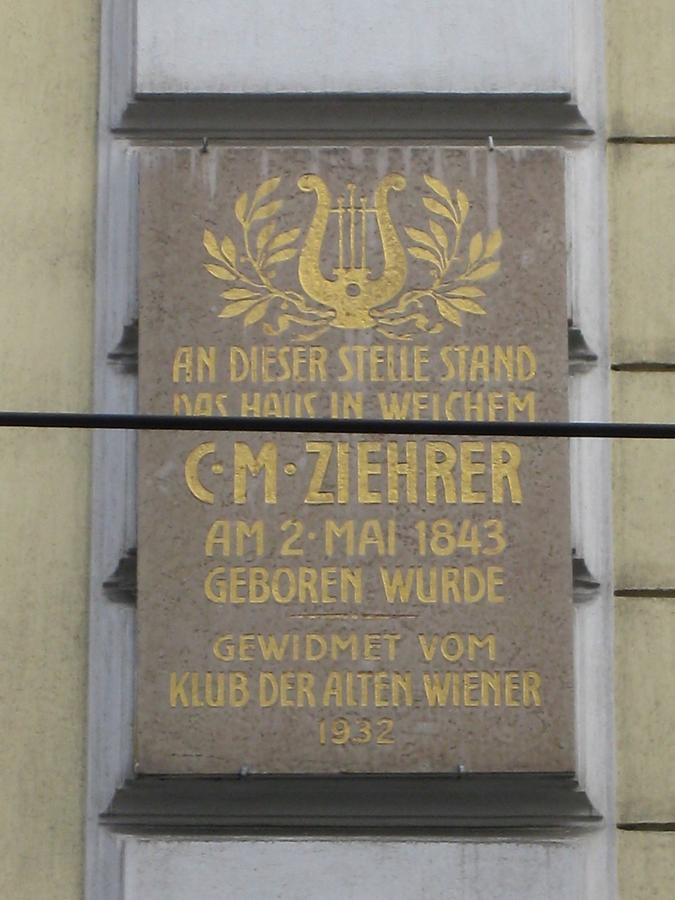 AN DIESER STELLE STAND
DAS HAUS IN WELCHEM
C·M·ZIEHRER
AM 2·MAI 1843
GEBOREN WURDE
GEWIDMET VOM
KLUB DER ALTEN WIENER
1932